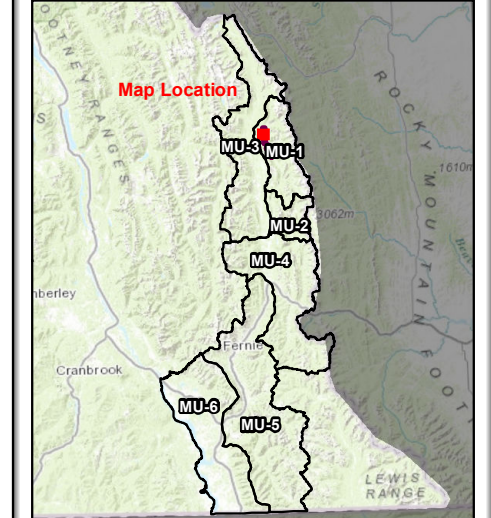 OOTNEY RANGES
Map Location
S
ROCKY MOUNTAIN FOOT
MU-3
MU-1
1610m
3062m
MU-2
MU-4
mberley
Fernie
Cranbrook
MU-6
MU-5
LEWIS
RANGE